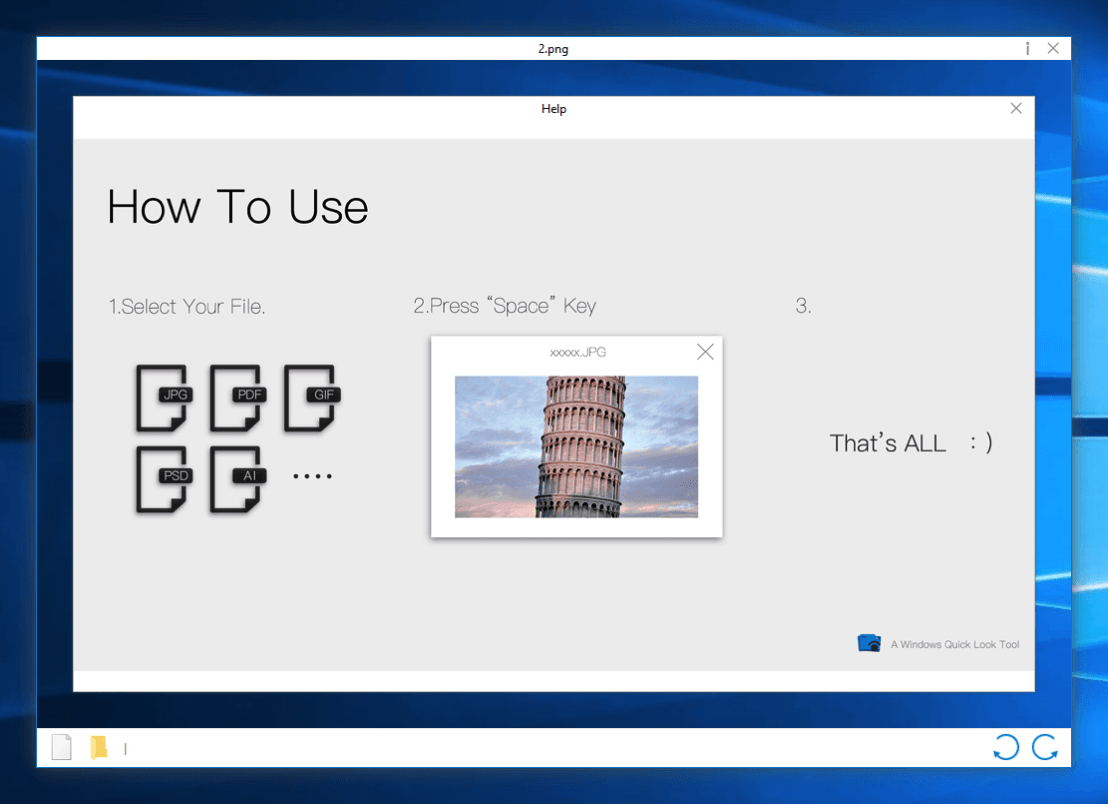 2.png
Help
How To Use
1.Select Your File.
2.Press “Space” Key
3.
xxxxx.JPG
JPG PDF GIF
PSD AI ....
That's ALL : )
A Windows Quick Look Tool